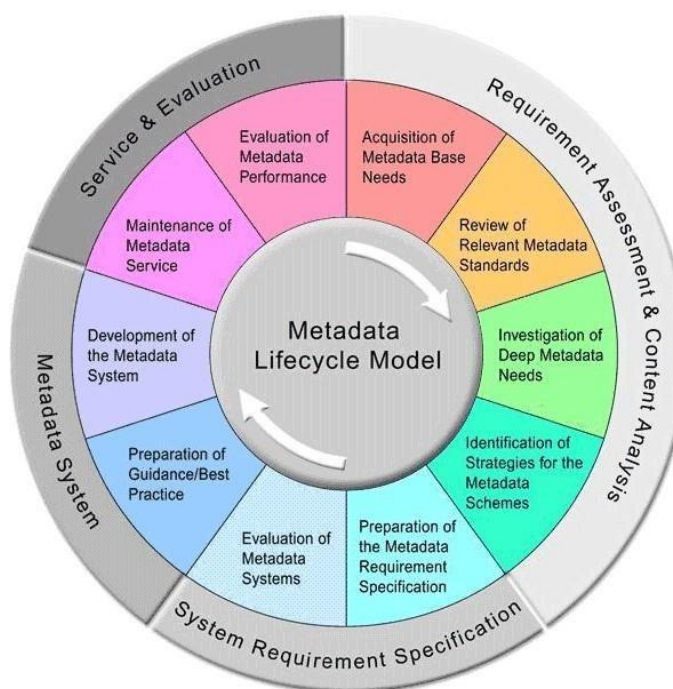 Metadata
Lifecycle Model
Requirement Assessment & Content Analysis
Acquisition of
Metadata Base
Needs
Review of
Relevant Metadata
Standards
Investigation of
Deep Metadata
Needs
Identification of
Strategies for the
Metadata
Schemes
System Requirement Specification
Preparation of
the Metadata
Requirement
Specification
Evaluation of
Metadata
Systems
Metadata System
Preparation of
Guidance/Best
Practice
Development of
the Metadata
System
Service & Evaluation
Maintenance of
Metadata
Service
Evaluation of
Metadata
Performance